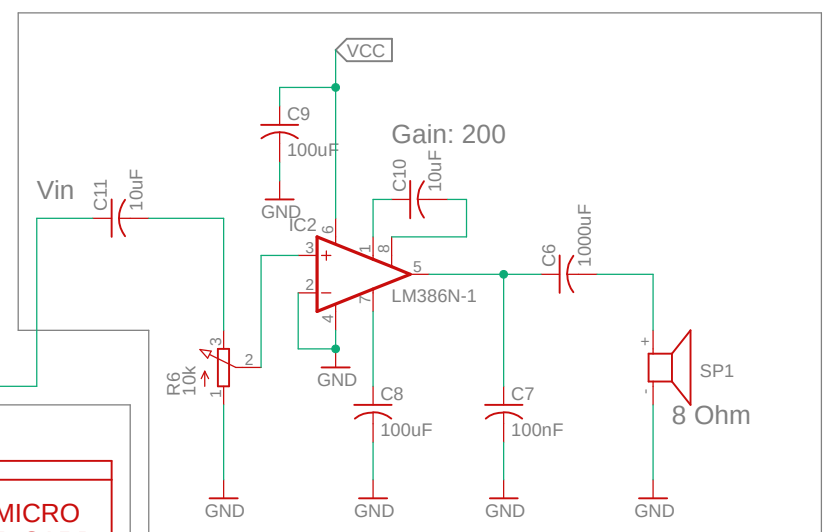 VCC
C9
100uF
GND
Gain: 200
C10
10uF
Vin
C11
10uF
IC2
6
3
+
1
8
2
-
5
7
4
LM386N-1
GND
C6
1000uF
R6
10k
3
2
1
C8
100uF
C7
100nF
+
-
SP1
8 Ohm
GND
GND
GND
GND
MICRO